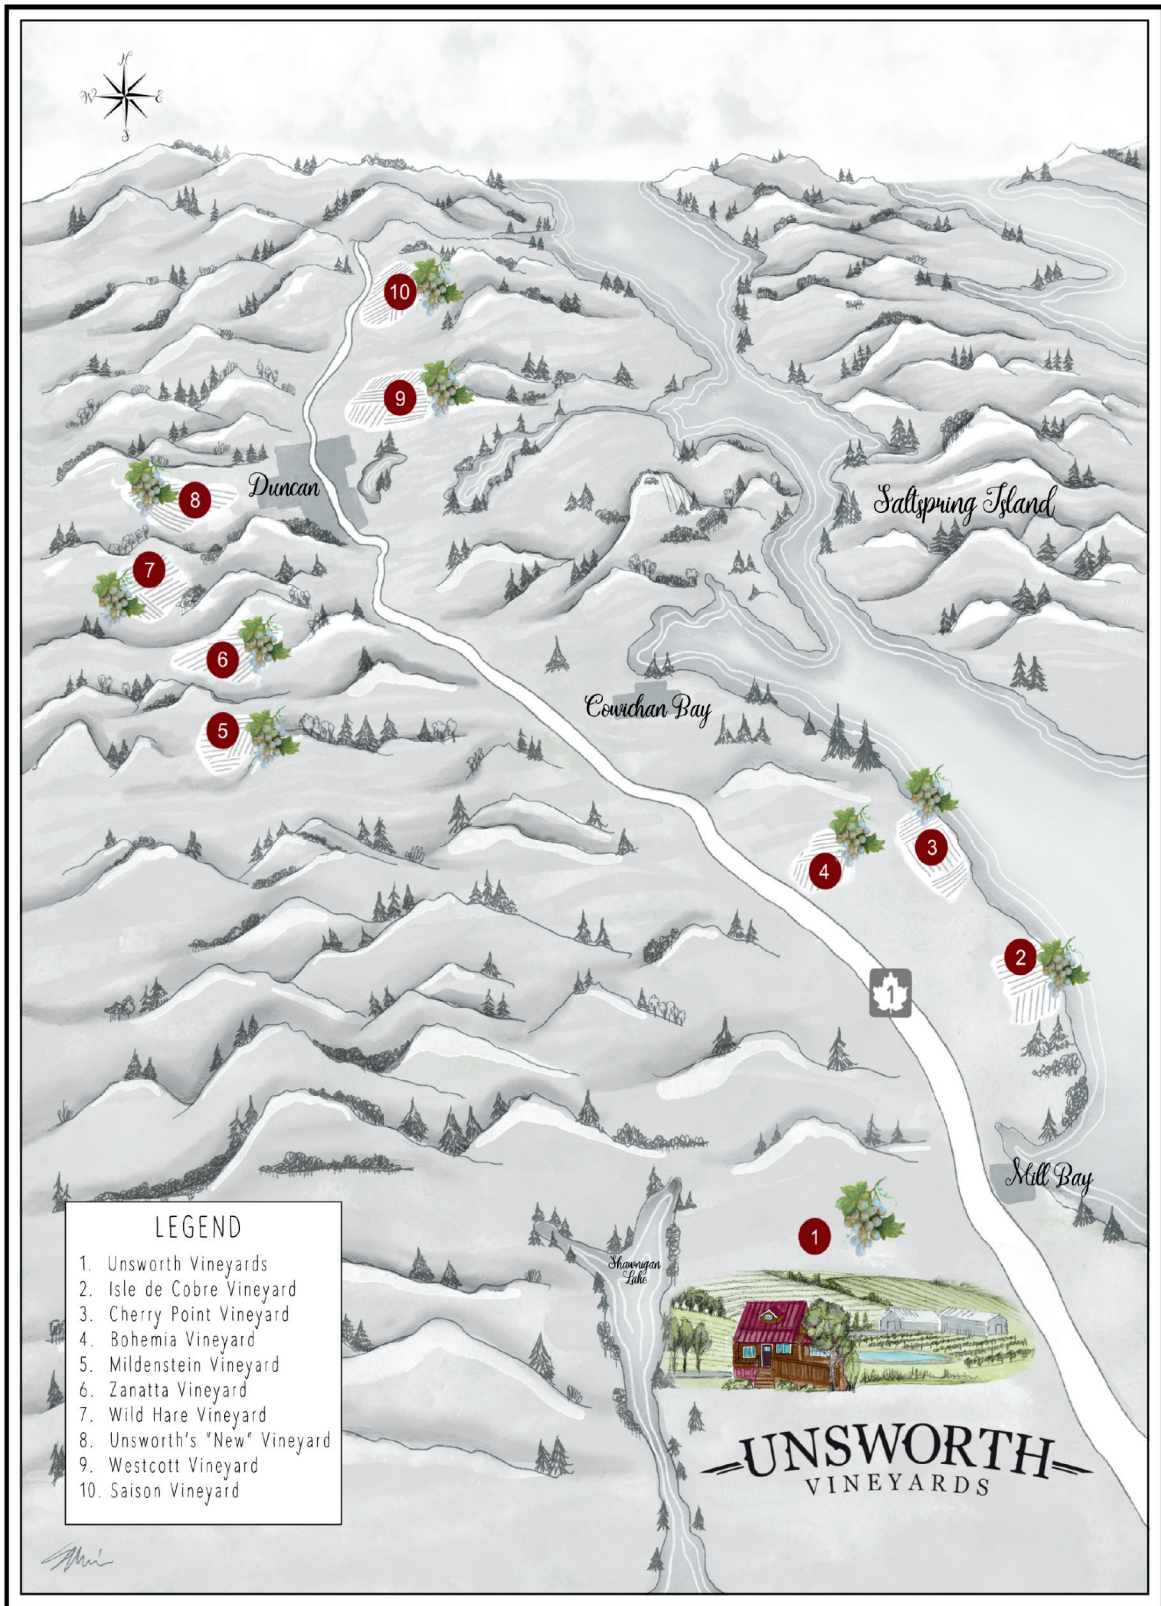 N
W E
S
10
9
Duncan
8
Saltspring Island
7
6
Cowichan Bay
5
3
4
2
1
Mill Bay
1
Shawnigan
Lake
LEGEND
1. Unsworth Vineyards
2. Isle de Cobre Vineyard
3. Cherry Point Vineyard
4. Bohemia Vineyard
5. Mildenstein Vineyard
6. Zanatta Vineyard
7. Wild Hare Vineyard
8. Unsworth's "New" Vineyard
9. Westcott Vineyard
10. Saison Vineyard
UNSWORTH
VINEYARDS